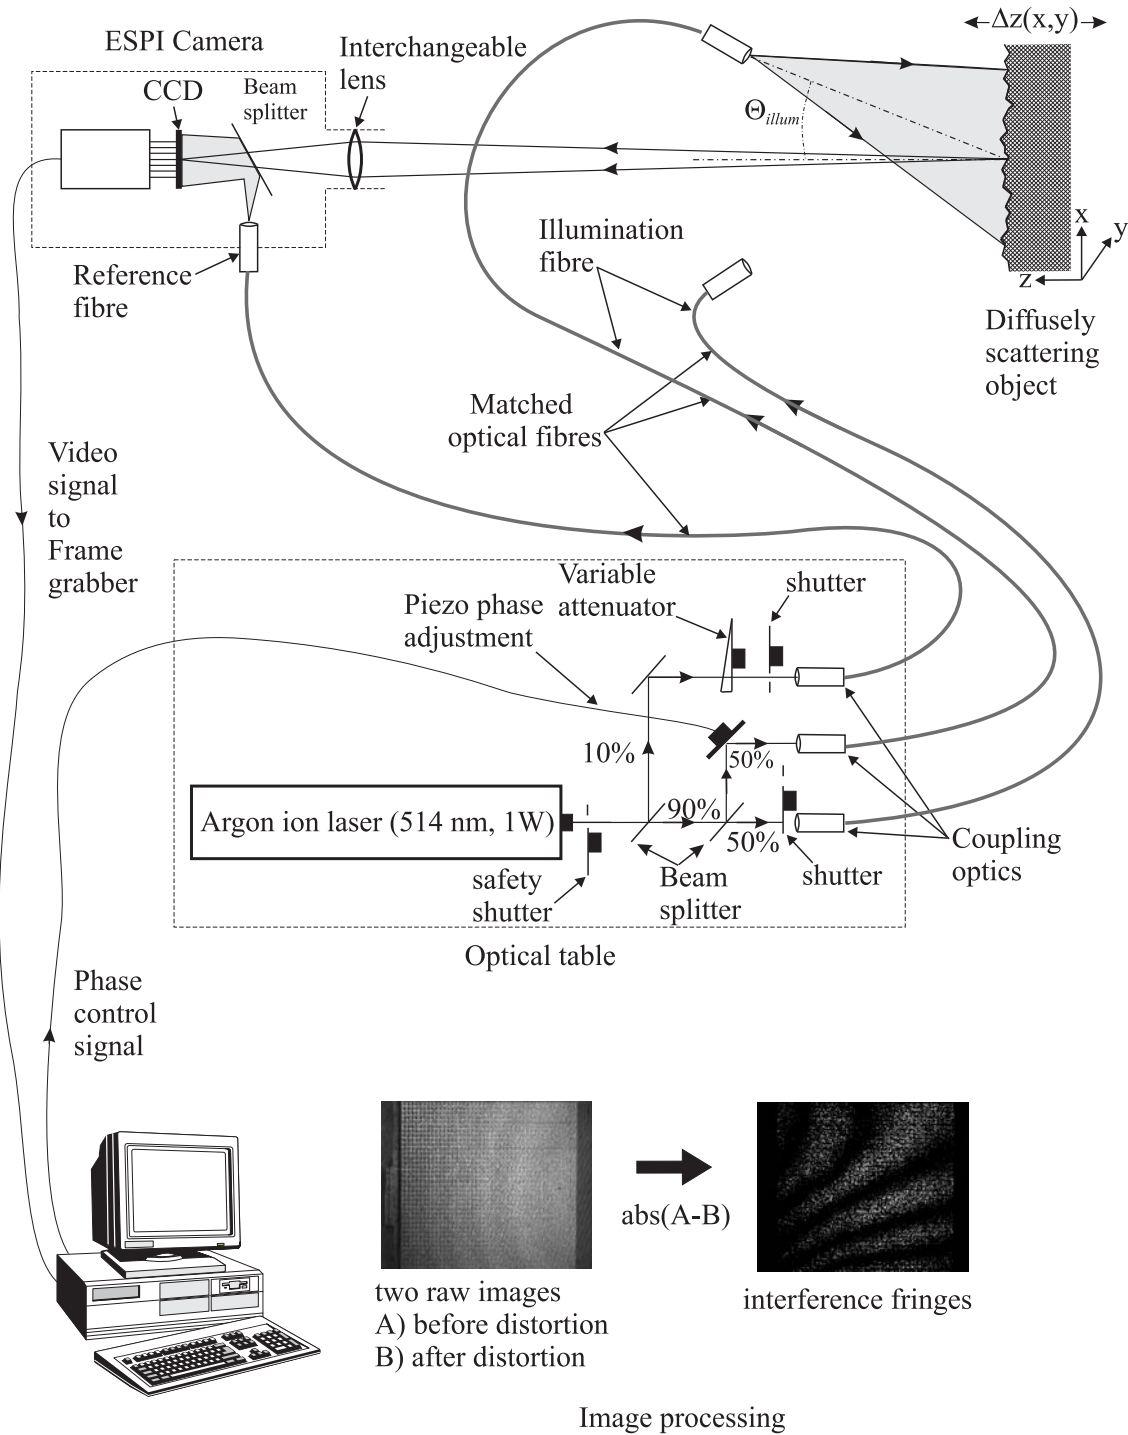 Δz(x,y)
ESPI Camera
Interchangeable
lens
CCD
Beam
splitter
Θillum
x
y
z
Illumination
fibre
Reference
fibre
Diffusely
scattering
object
Matched
optical fibres
Video
signal
to
Frame
grabber
Variable
attenuator
shutter
Piezo phase
adjustment
10%
50%
90%
Argon ion laser (514 nm, 1W)
50%
Coupling
optics
safety
shutter
Beam
splitter
shutter
Optical table
Phase
control
signal
abs(A-B)
two raw images
A) before distortion
B) after distortion
interference fringes
Image processing